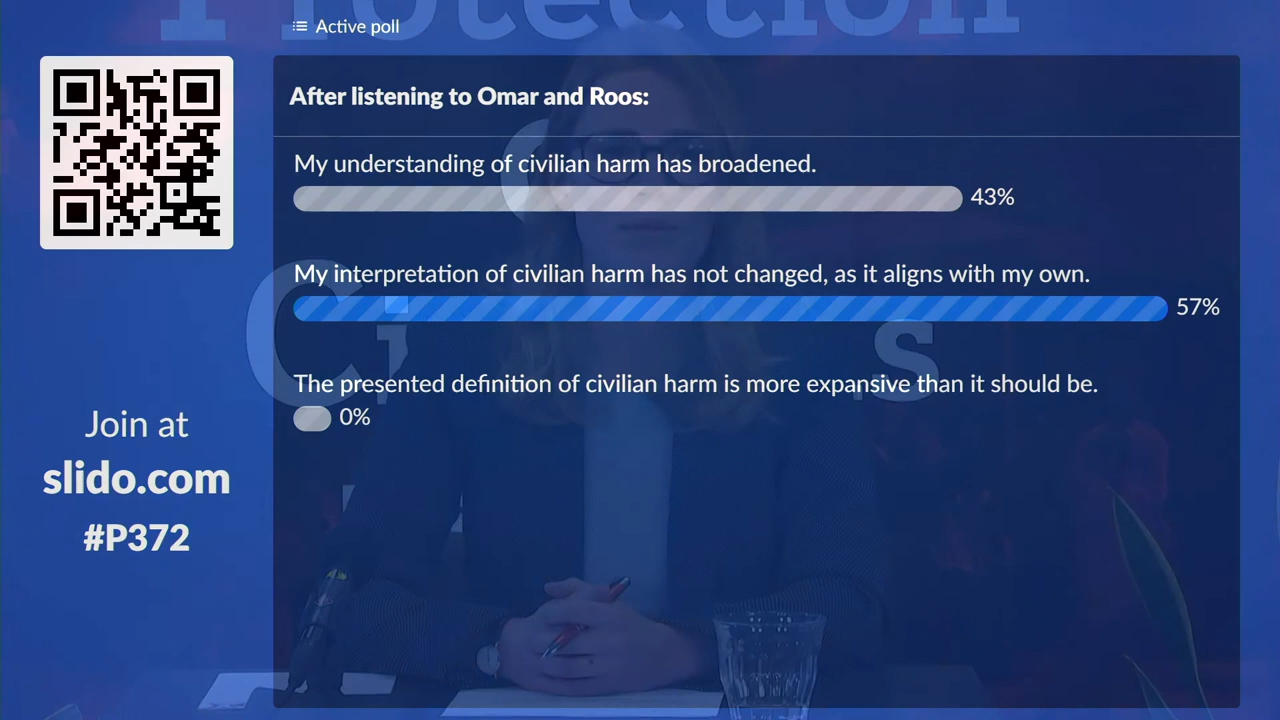 Protection
Active poll
After listening to Omar and Roos:
My understanding of civilian harm has broadened.
43%
My interpretation of civilian harm has not changed, as it aligns with my own.
57%
The presented definition of civilian harm is more expansive than it should be.
0%
Join at
slido.com
#P372